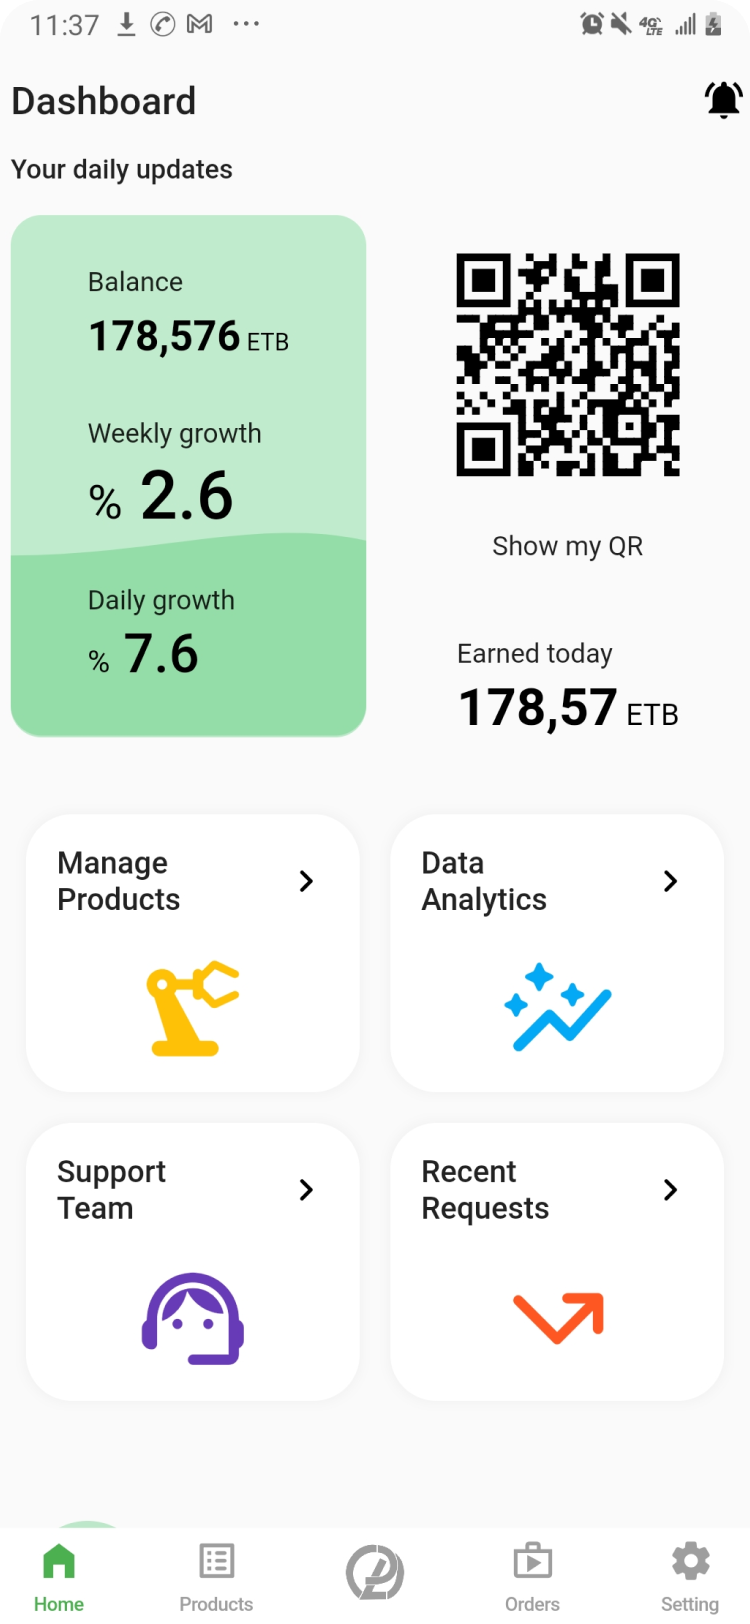 11:37
4G LTE
Dashboard
Your daily updates
Balance
178,576 ETB
Weekly growth
% 2.6
Daily growth
% 7.6
Show my QR
Earned today
178,57 ETB
Manage
Products
Data
Analytics
Support
Team
Recent
Requests
Home
Products
Orders
Setting